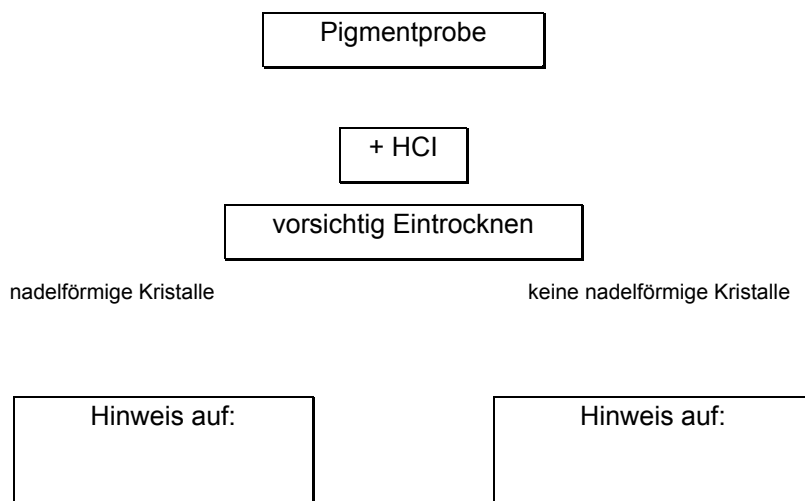 Pigmentprobe
+ HCl
vorsichtig Eintrocknen
nadelförmige Kristalle
keine nadelförmige Kristalle
Hinweis auf:
Hinweis auf: